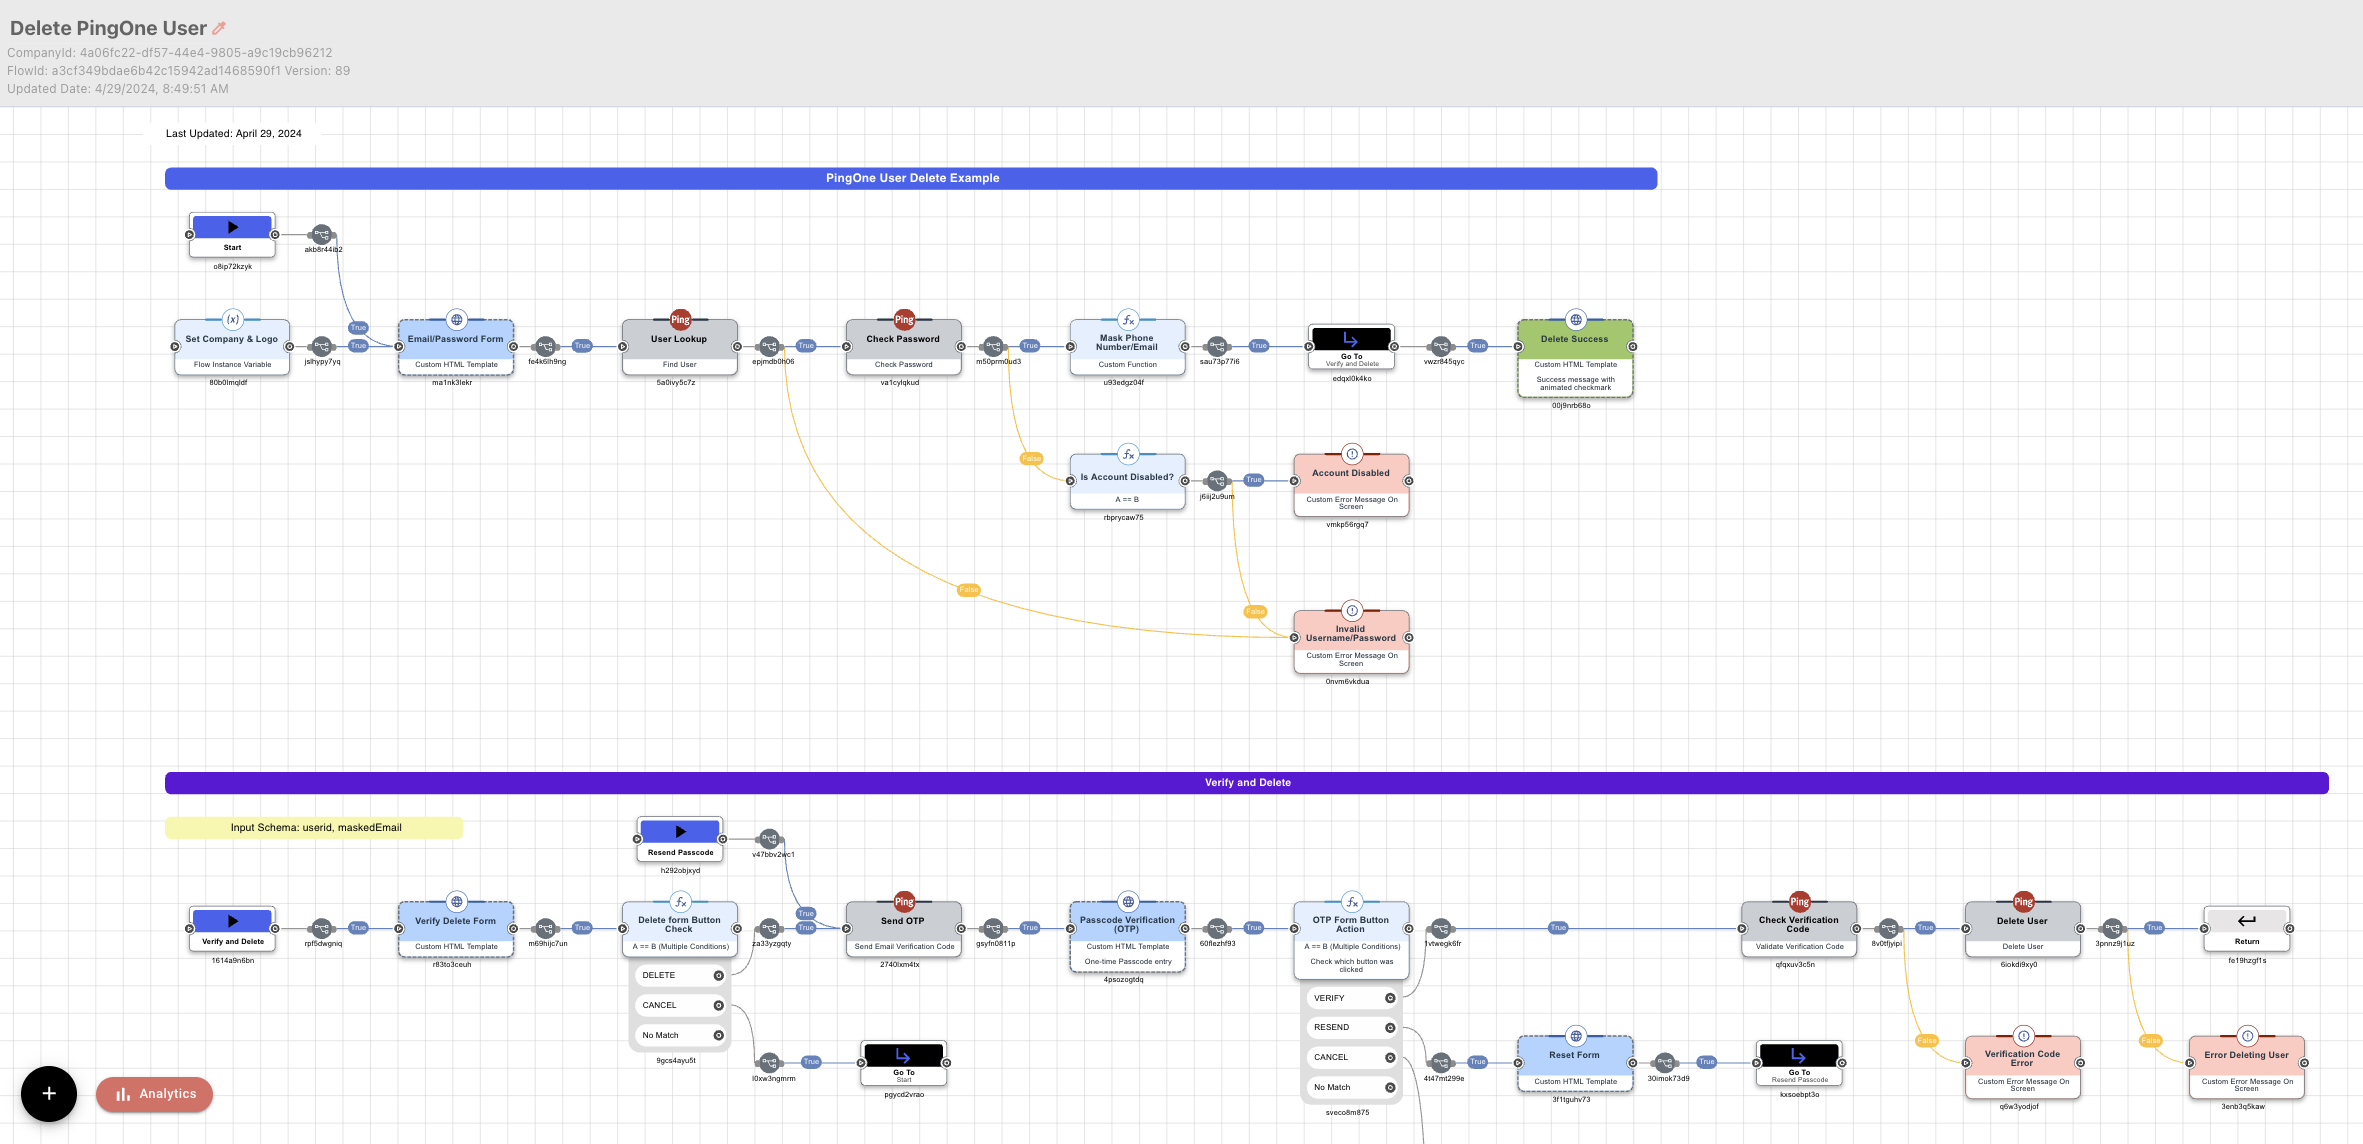 Delete PingOne User
CompanyId: 4a06fc22-df57-44e4-9805-a9c19cb96212
FlowId: a3cf349bdae6b42c15942ad1468590f1 Version: 89
Updated Date: 4/29/2024, 8:49:51 AM
Last Updated: April 29, 2024
PingOne User Delete Example
Start
o8ip72kzyk
akb8r44ib2
True
Set Company & Logo
Flow Instance Variable
80b0lmqldf
jslhypy7yq
True
Email/Password Form
Custom HTML Template
ma1nk3lekr
fe4k6lh9ng
True
Ping
User Lookup
Find User
5a0ivy5c7z
epjmdb0h06
True
Ping
Check Password
Check Password
va1cylqkud
m50prm0ud3
True
Mask Phone
Number/Email
Custom Function
u93edgz04f
sau73p77i6
True
Go To
Verify and Delete
edqxl0k4ko
vwzr845qyc
True
Delete Success
Custom HTML Template
Success message with
animated checkmark
00j9nrb68o
False
Is Account Disabled?
A == B
rbprycaw75
j6iij2u9um
True
Account Disabled
Custom Error Message On
Screen
vmkp56rgq7
False
False
Invalid
Username/Password
Custom Error Message On
Screen
0nvm6vkdua
Verify and Delete
Input Schema: userid, maskedEmail
Resend Passcode
h292objxyd
v47bbv2wc1
True
Verify and Delete
1614a9n6bn
rpf5dwgniq
True
Verify Delete Form
Custom HTML Template
r83to3ceuh
m69hijc7un
True
Delete form Button
Check
A == B (Multiple Conditions)
DELETE
CANCEL
No Match
9gcs4ayu5t
za33yzgqty
True
Ping
Send OTP
Send Email Verification Code
2740lxm4tx
gsyfn0811p
True
Passcode Verification
(OTP)
Custom HTML Template
One-time Passcode entry
4psozogtdq
60flezhf93
True
OTP Form Button
Action
A == B (Multiple Conditions)
Check which button was
clicked
VERIFY
RESEND
CANCEL
No Match
sveco8m875
1vtwegk6fr
True
Ping
Check Verification
Code
Validate Verification Code
qfqxuv3c5n
8v0tfjyipi
True
Ping
Delete User
Delete User
6iokdi9xy0
3pnnz9j1uz
True
Return
fe19hzgf1s
l0xw3ngmrm
True
Go To
Start
pgycd2vrao
4t47mt299e
True
Reset Form
Custom HTML Template
3f1tguhv73
30imok73d9
True
Go To
Resend Passcode
kxsoebpt3o
False
Verification Code
Error
Custom Error Message On
Screen
q6w3yodjof
False
Error Deleting User
Custom Error Message On
Screen
3enb3q5kaw
+
Analytics